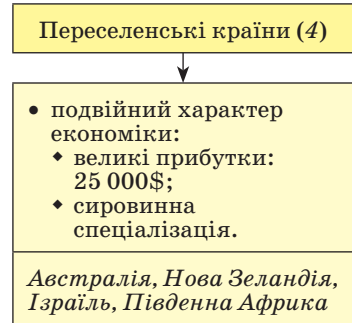 Переселенські країни (4)
• подвійний характер
економіки:
◆ великі прибутки:
25 000$;
◆ сировинна
спеціалізація.
Австралія, Нова Зеландія,
Ізраїль, Південна Африка